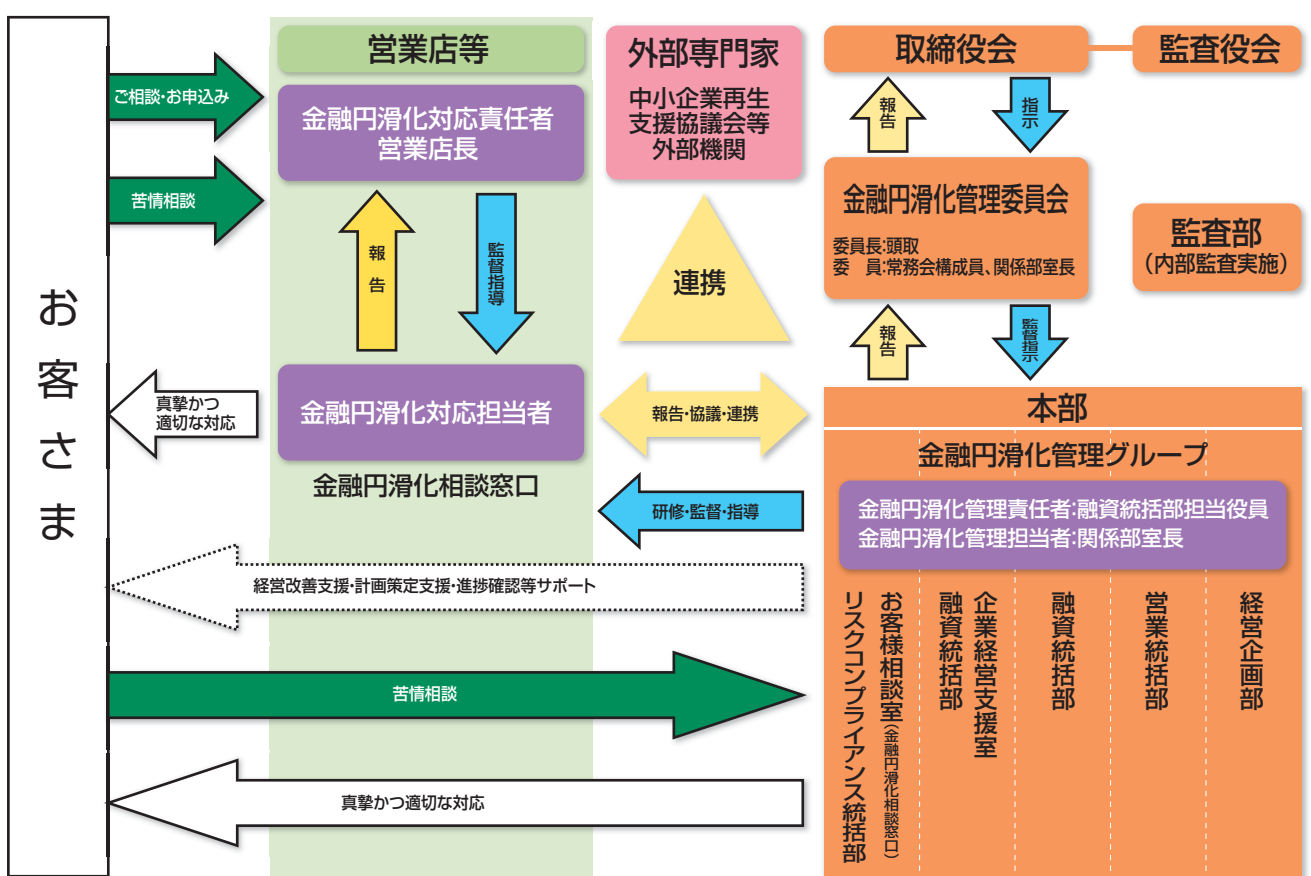 お客さま
ご相談・お申込み
苦情相談
真摯かつ
適切な対応
営業店等
金融円滑化対応責任者
営業店長
報告
監督指導
金融円滑化対応担当者
金融円滑化相談窓口
外部専門家
中小企業再生
支援協議会等
外部機関
連携
報告・協議・連携
研修・監督・指導
取締役会
監査役会
報告
指示
金融円滑化管理委員会
委員長:頭取
委　員:常務会構成員、関係部室長
監査部
（内部監査実施）
報告
監督指示
本部
金融円滑化管理グループ
金融円滑化管理責任者:融資統括部担当役員
金融円滑化管理担当者:関係部室長
リスクコンプライアンス統括部
お客様相談室（金融円滑化相談窓口）
融資統括部
企業経営支援室
融資統括部
営業統括部
経営企画部
経営改善支援・計画策定支援・進捗確認等サポート
苦情相談
真摯かつ適切な対応